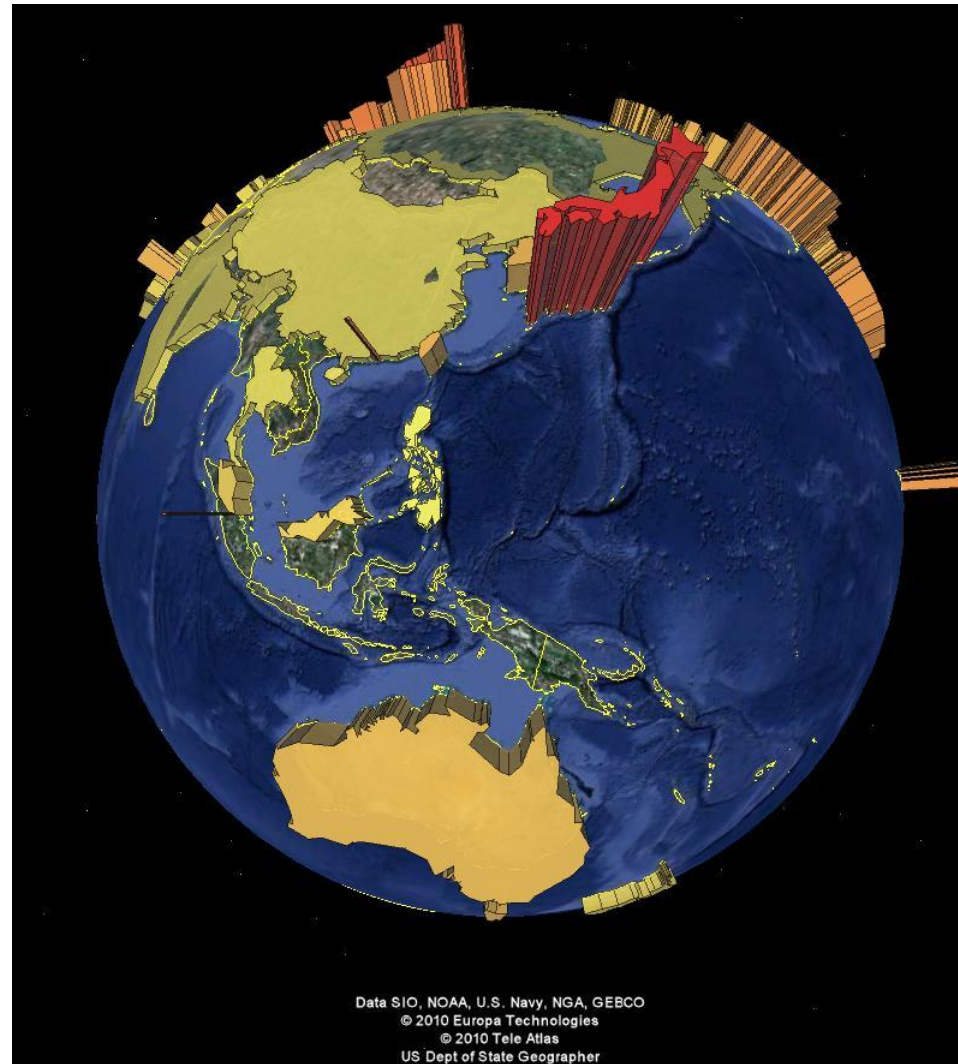 Data SIO, NOAA, U.S. Navy, NGA, GEBCO
© 2010 Europa Technologies
© 2010 Tele Atlas
US Dept of State Geographer